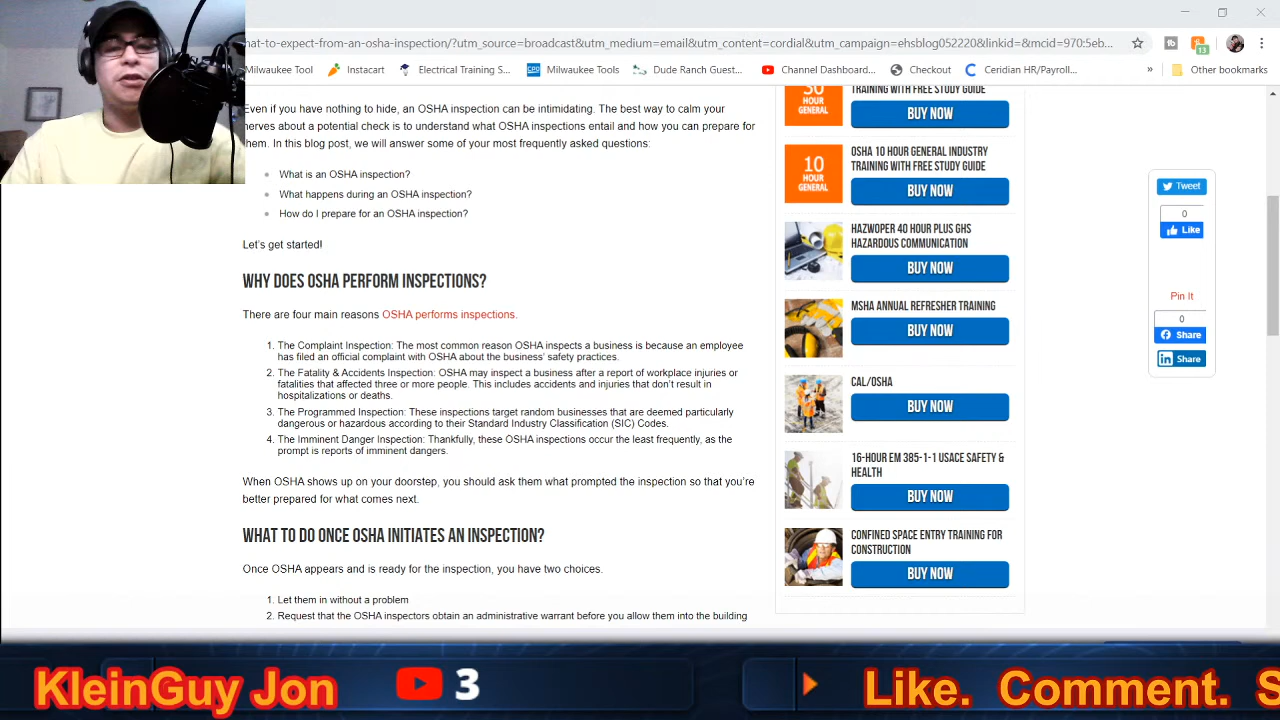 hat-to-expect-from-an-osha-inspection/?utm_source=broadcast&utm_medium=email&utm_content=cordial&utm_campaign=ehsblog052220&linkid=&mcid=970:5eb...
13
Milwaukee Tool
Instacart
Electrical Training S...
CPO
Milwaukee Tools
Dude Ranch Guest...
Channel Dashboard...
Checkout
Ceridian HR/Payroll...
»
Other bookmarks
Even if you have nothing to hide, an OSHA inspection can be intimidating. The best way to calm your
nerves about a potential check is to understand what OSHA inspections entail and how you can prepare for
them. In this blog post, we will answer some of your most frequently asked questions:
What is an OSHA inspection?
What happens during an OSHA inspection?
How do I prepare for an OSHA inspection?
Let's get started!
WHY DOES OSHA PERFORM INSPECTIONS?
There are four main reasons OSHA performs inspections.
1. The Complaint Inspection: The most common reason OSHA inspects a business is because an employee
has filed an official complaint with OSHA about the business' safety practices.
2. The Fatality & Accidents Inspection: OSHA may inspect a business after a report of workplace injuries or
fatalities that affected three or more people. This includes accidents and injuries that don't result in
hospitalizations or deaths.
3. The Programmed Inspection: These inspections target random businesses that are deemed particularly
dangerous or hazardous according to their Standard Industry Classification (SIC) Codes.
4. The Imminent Danger Inspection: Thankfully, these OSHA inspections occur the least frequently, as the
prompt is reports of imminent dangers.
When OSHA shows up on your doorstep, you should ask them what prompted the inspection so that you're
better prepared for what comes next.
WHAT TO DO ONCE OSHA INITIATES AN INSPECTION?
Once OSHA appears and is ready for the inspection, you have two choices.
1. Let them in without a problem
2. Request that the OSHA inspectors obtain an administrative warrant before you allow them into the building
30
HOUR
GENERAL
TRAINING WITH FREE STUDY GUIDE
BUY NOW
10
HOUR
GENERAL
OSHA 10 HOUR GENERAL INDUSTRY
TRAINING WITH FREE STUDY GUIDE
BUY NOW
HAZWOPER 40 HOUR PLUS GHS
HAZARDOUS COMMUNICATION
BUY NOW
MSHA ANNUAL REFRESHER TRAINING
BUY NOW
CAL/OSHA
BUY NOW
16-HOUR EM 385-1-1 USACE SAFETY &
HEALTH
BUY NOW
CONFINED SPACE ENTRY TRAINING FOR
CONSTRUCTION
BUY NOW
Tweet
0
Like
Pin It
0
Share
Share
KleinGuy Jon
3
Like. Comment. S